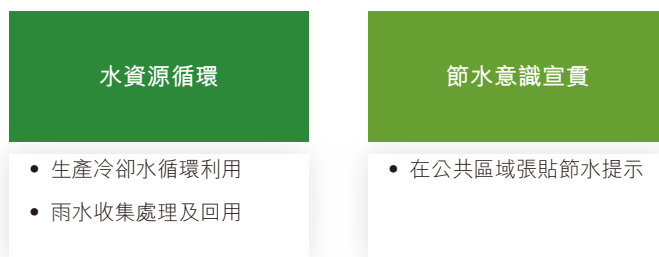 水資源循環
生產冷卻水循環利用
雨水收集處理及回用
節水意識宣貫
在公共區域張貼節水提示